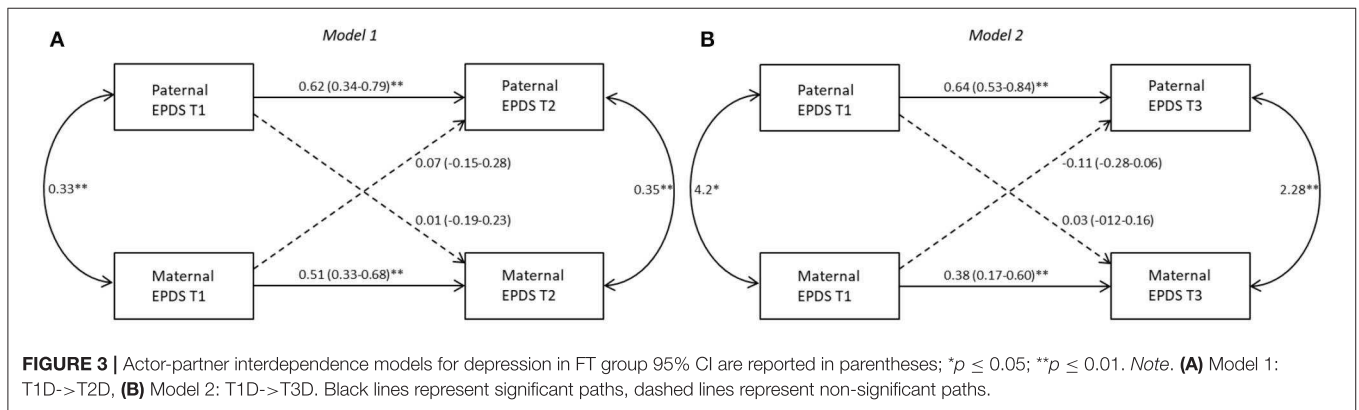 A
Model 1
Paternal
EPDS T1
0.62 (0.34-0.79)**
Paternal
EPDS T2
0.07 (-0.15-0.28)
0.33**
0.35**
0.01 (-0.19-0.23)
Maternal
EPDS T1
0.51 (0.33-0.68)**
Maternal
EPDS T2
B
Model 2
Paternal
EPDS T1
0.64 (0.53-0.84)**
Paternal
EPDS T3
-0.11 (-0.28-0.06)
4.2*
2.28**
0.03 (-012-0.16)
Maternal
EPDS T1
0.38 (0.17-0.60)**
Maternal
EPDS T3
FIGURE 3 | Actor-partner interdependence models for depression in FT group 95% CI are reported in parentheses; *p ≤ 0.05; **p ≤ 0.01. Note. (A) Model 1:
T1D->T2D, (B) Model 2: T1D->T3D. Black lines represent significant paths, dashed lines represent non-significant paths.